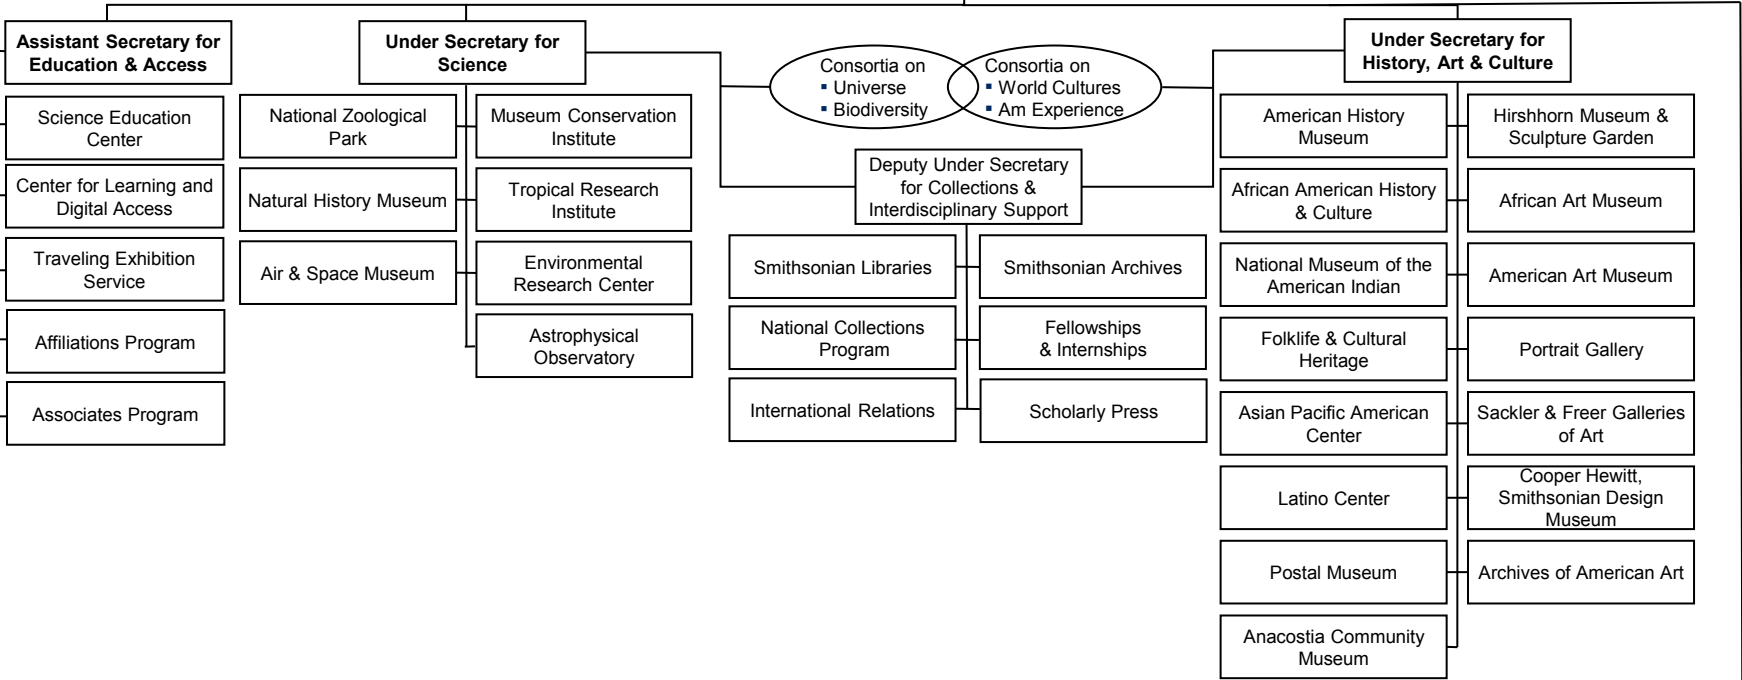 Assistant Secretary for
Education & Access
Science Education
Center
Center for Learning and
Digital Access
Traveling Exhibition
Service
Affiliations Program
Associates Program
Under Secretary for
Science
National Zoological
Park
Museum Conservation
Institute
Natural History Museum
Tropical Research
Institute
Air & Space Museum
Environmental
Research Center
Astrophysical
Observatory
Consortia on
▪ Universe
▪ Biodiversity
Consortia on
▪ World Cultures
▪ Am Experience
Deputy Under Secretary
for Collections &
Interdisciplinary Support
Smithsonian Libraries
Smithsonian Archives
National Collections
Program
Fellowships
& Internships
International Relations
Scholarly Press
Under Secretary for
History, Art & Culture
American History
Museum
Hirshhorn Museum &
Sculpture Garden
African American History
& Culture
African Art Museum
National Museum of the
American Indian
American Art Museum
Folklife & Cultural
Heritage
Portrait Gallery
Asian Pacific American
Center
Sackler & Freer Galleries
of Art
Latino Center
Cooper Hewitt,
Smithsonian Design
Museum
Postal Museum
Archives of American Art
Anacostia Community
Museum